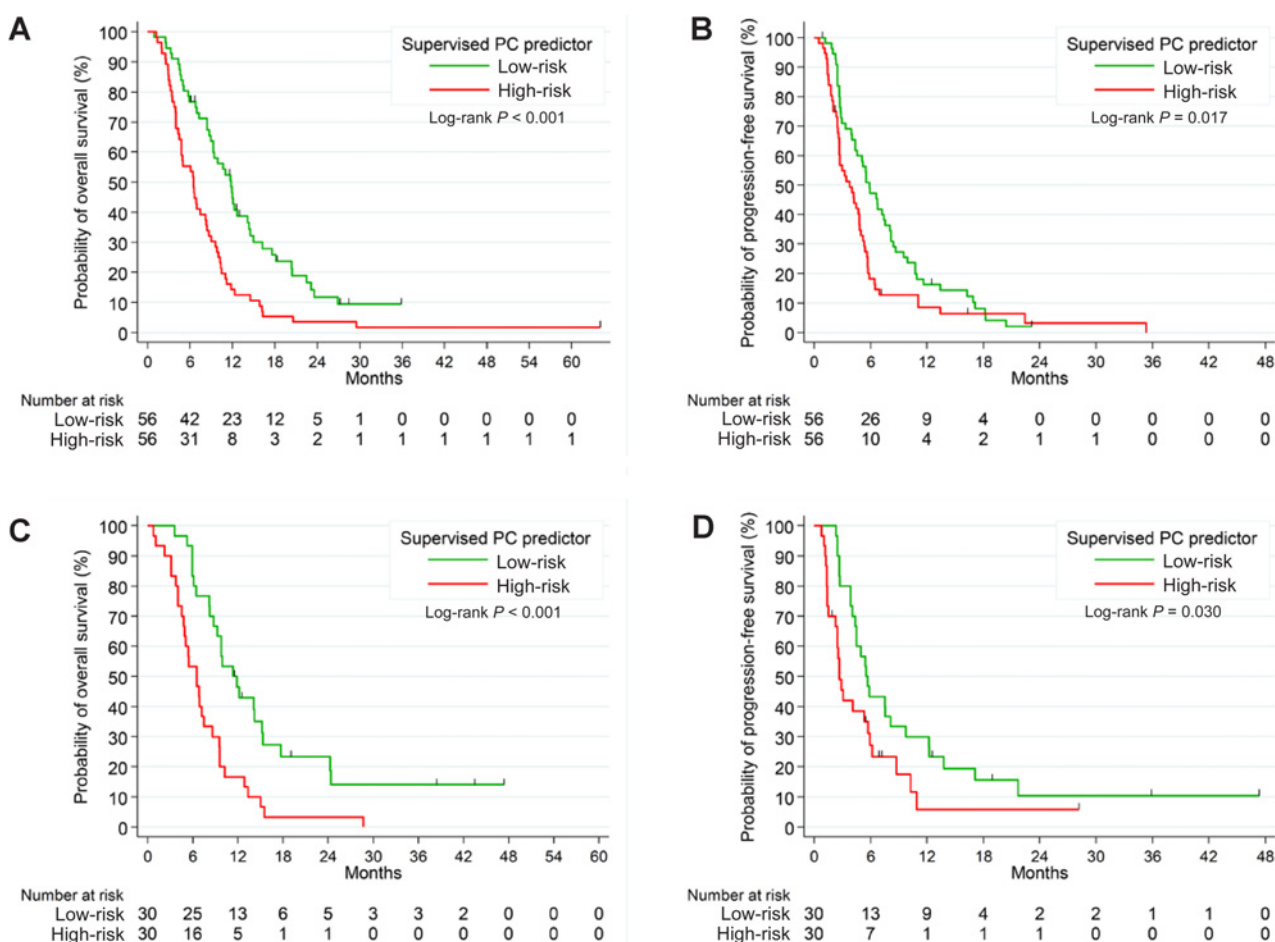 A
Probability of overall survival (%)
100
90
80
70
60
50
40
30
20
10
0
Supervised PC predictor
Low-risk
High-risk
Log-rank P < 0.001
0 6 12 18 24 30 36 42 48 54 60
Months
Number at risk
Low-risk 56 42 23 12 5 1 0 0 0 0 0
High-risk 56 31 8 3 2 1 1 1 1 1 1
B
Probability of progression-free survival (%)
100
90
80
70
60
50
40
30
20
10
0
Supervised PC predictor
Low-risk
High-risk
Log-rank P = 0.017
0 6 12 18 24 30 36 42 48
Months
Number at risk
Low-risk 56 26 9 4 0 0 0 0 0
High-risk 56 10 4 2 1 1 0 0 0
C
Probability of overall survival (%)
100
90
80
70
60
50
40
30
20
10
0
Supervised PC predictor
Low-risk
High-risk
Log-rank P < 0.001
0 6 12 18 24 30 36 42 48 54 60
Months
Number at risk
Low-risk 30 25 13 6 5 3 3 2 0 0 0
High-risk 30 16 5 1 1 0 0 0 0 0 0
D
Probability of progression-free survival (%)
100
90
80
70
60
50
40
30
20
10
0
Supervised PC predictor
Low-risk
High-risk
Log-rank P = 0.030
0 6 12 18 24 30 36 42 48
Months
Number at risk
Low-risk 30 13 9 4 2 2 1 1 0
High-risk 30 7 1 1 1 0 0 0 0